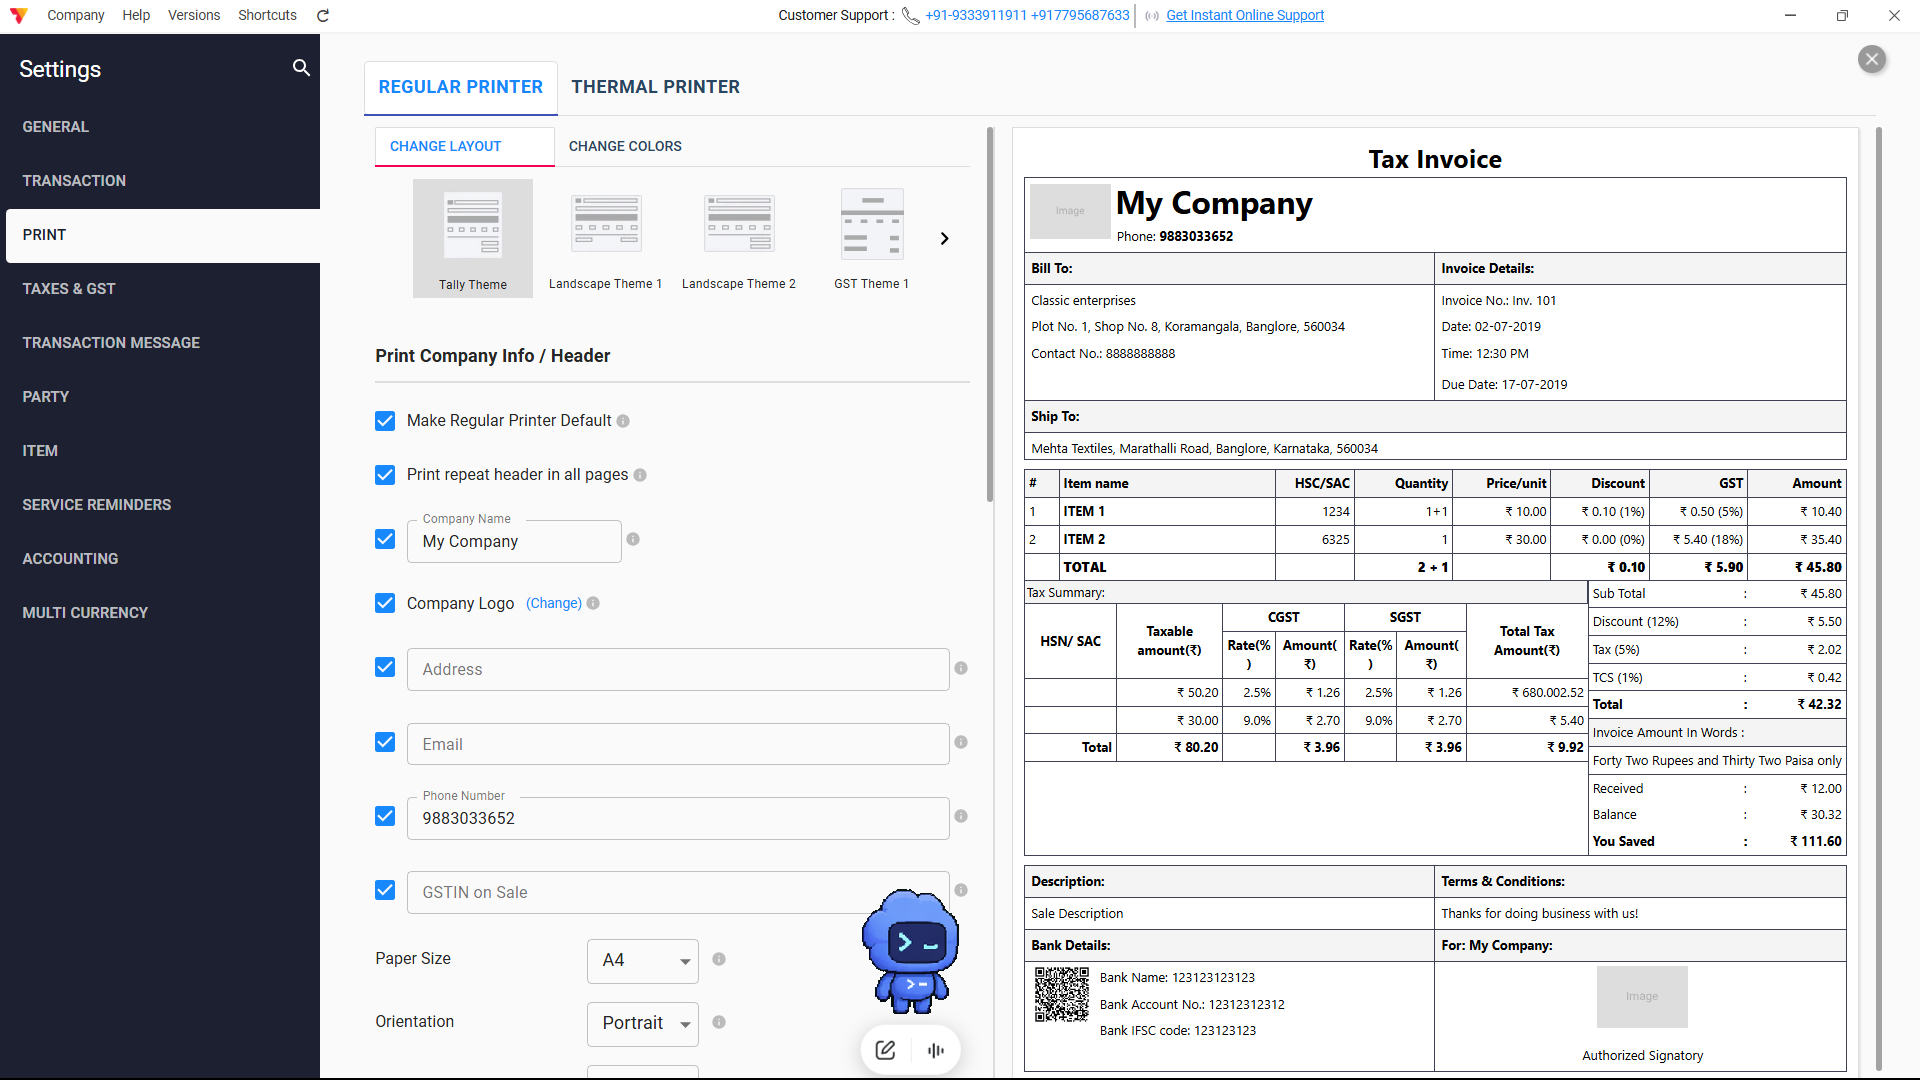 Company Help Versions Shortcuts
Customer Support : +91-9333911911 +917795687633 Get Instant Online Support
Settings
GENERAL
TRANSACTION
PRINT
TAXES & GST
TRANSACTION MESSAGE
PARTY
ITEM
SERVICE REMINDERS
ACCOUNTING
MULTI CURRENCY
REGULAR PRINTER THERMAL PRINTER
CHANGE LAYOUT CHANGE COLORS
Tally Theme Landscape Theme 1 Landscape Theme 2 GST Theme 1
Print Company Info / Header
Make Regular Printer Default
Print repeat header in all pages
Company Name
My Company
Company Logo (Change)
Address
Email
Phone Number
9883033652
GSTIN on Sale
Paper Size A4
Orientation Portrait
Tax Invoice
Image
My Company
Phone: 9883033652
Bill To: Invoice Details:
Classic enterprises Invoice No.: Inv. 101
Plot No. 1, Shop No. 8, Koramangala, Banglore, 560034 Date: 02-07-2019
Contact No.: 8888888888 Time: 12:30 PM
Due Date: 17-07-2019
Ship To:
Mehta Textiles, Marathalli Road, Banglore, Karnataka, 560034
# Item name HSC/SAC Quantity Price/unit Discount GST Amount
1 ITEM 1 1234 1+1 ₹ 10.00 ₹ 0.10 (1%) ₹ 0.50 (5%) ₹ 10.40
2 ITEM 2 6325 1 ₹ 30.00 ₹ 0.00 (0%) ₹ 5.40 (18%) ₹ 35.40
TOTAL 2 + 1 ₹ 0.10 ₹ 5.90 ₹ 45.80
Tax Summary:
HSN/ SAC Taxable amount(₹) CGST SGST Total Tax Amount(₹)
Rate(%) Amount(₹) Rate(%) Amount(₹)
₹ 50.20 2.5% ₹ 1.26 2.5% ₹ 1.26 ₹ 680.002.52
₹ 30.00 9.0% ₹ 2.70 9.0% ₹ 2.70 ₹ 5.40
Total ₹ 80.20 ₹ 3.96 ₹ 3.96 ₹ 9.92
Sub Total : ₹ 45.80
Discount (12%) : ₹ 5.50
Tax (5%) : ₹ 2.02
TCS (1%) : ₹ 0.42
Total : ₹ 42.32
Invoice Amount In Words :
Forty Two Rupees and Thirty Two Paisa only
Received : ₹ 12.00
Balance : ₹ 30.32
You Saved : ₹ 111.60
Description: Terms & Conditions:
Sale Description Thanks for doing business with us!
Bank Details: For: My Company:
Bank Name: 123123123123
Bank Account No.: 12312312312
Bank IFSC code: 123123123
Image
Authorized Signatory